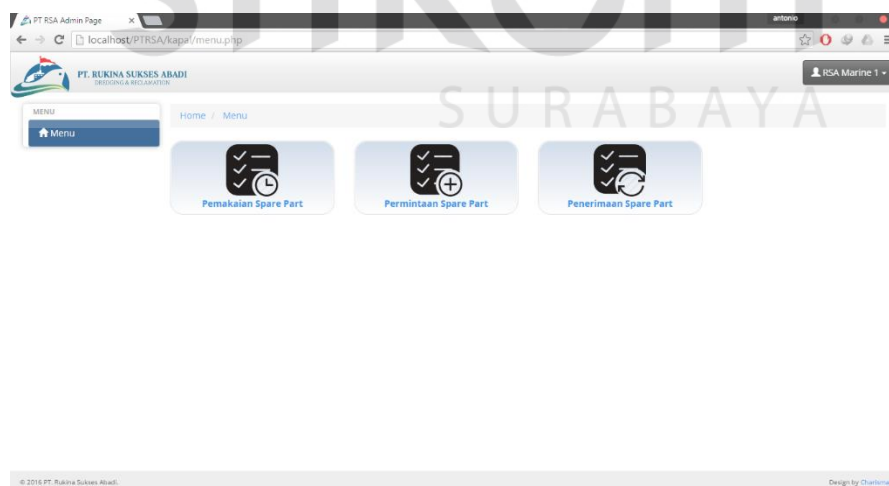 PT RSA Admin Page
antonio
localhost/PTRSA/kapal/menu.php
PT. RUKINA SUKSES ABADI
DREDGING & RECLAMATION
RSA Marine 1
SURABAYA
MENU
Home / Menu
Menu
Pemakaian Spare Part
Permintaan Spare Part
Penerimaan Spare Part
© 2016 PT. Rukina Sukses Abadi.
Design by Charisma